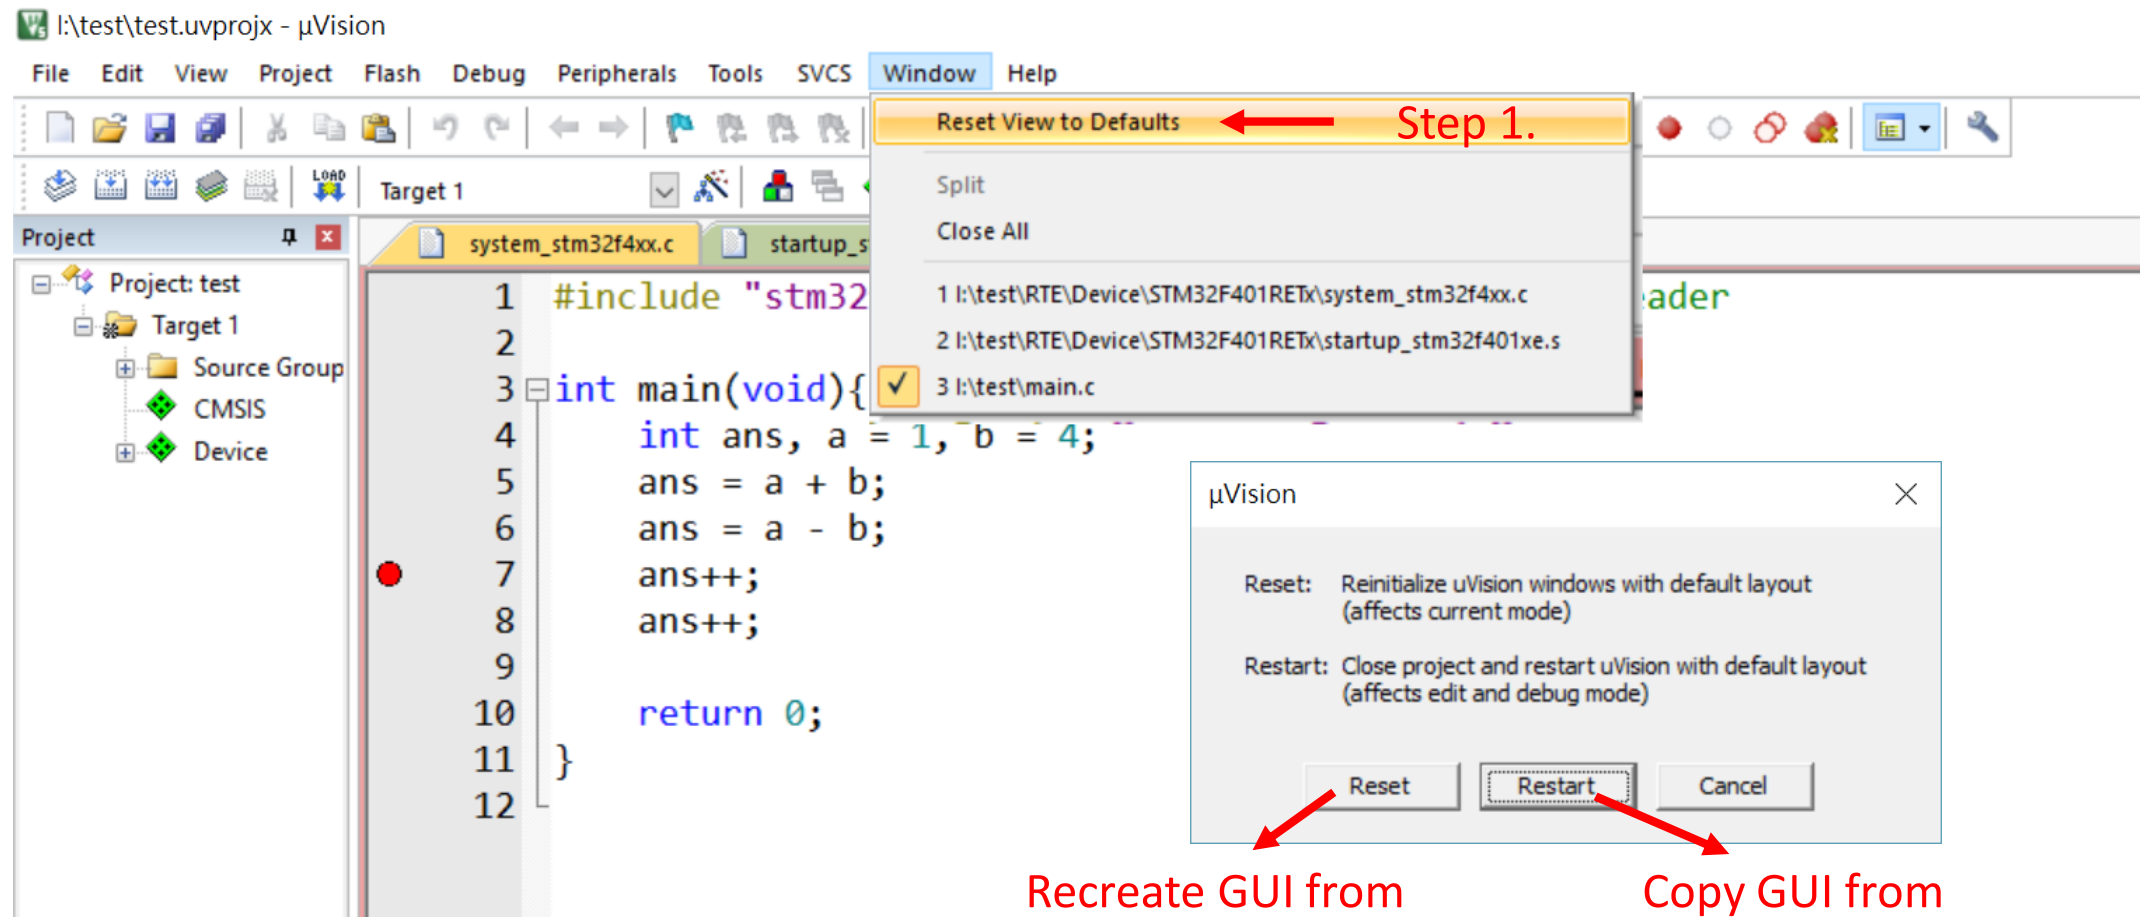 I:\test\test.uvprojx - µVision
File Edit View Project Flash Debug Peripherals Tools SVCS Window Help
Reset View to Defaults
Step 1.
LOAD
Target 1
Split
Close All
1 I:\test\RTE\Device\STM32F401RETx\system_stm32f4xx.c
2 I:\test\RTE\Device\STM32F401RETx\startup_stm32f401xe.s
3 I:\test\main.c
Project
Project: test
Target 1
Source Group
CMSIS
Device
system_stm32f4xx.c startup_s
1 #include "stm32 eader
2
3 int main(void){
4 int ans, a = 1, b = 4;
5 ans = a + b;
6 ans = a - b;
7 ans++;
8 ans++;
9
10 return 0;
11 }
12
µVision
Reset: Reinitialize uVision windows with default layout
(affects current mode)
Restart: Close project and restart uVision with default layout
(affects edit and debug mode)
Reset Restart Cancel
Recreate GUI from Copy GUI from